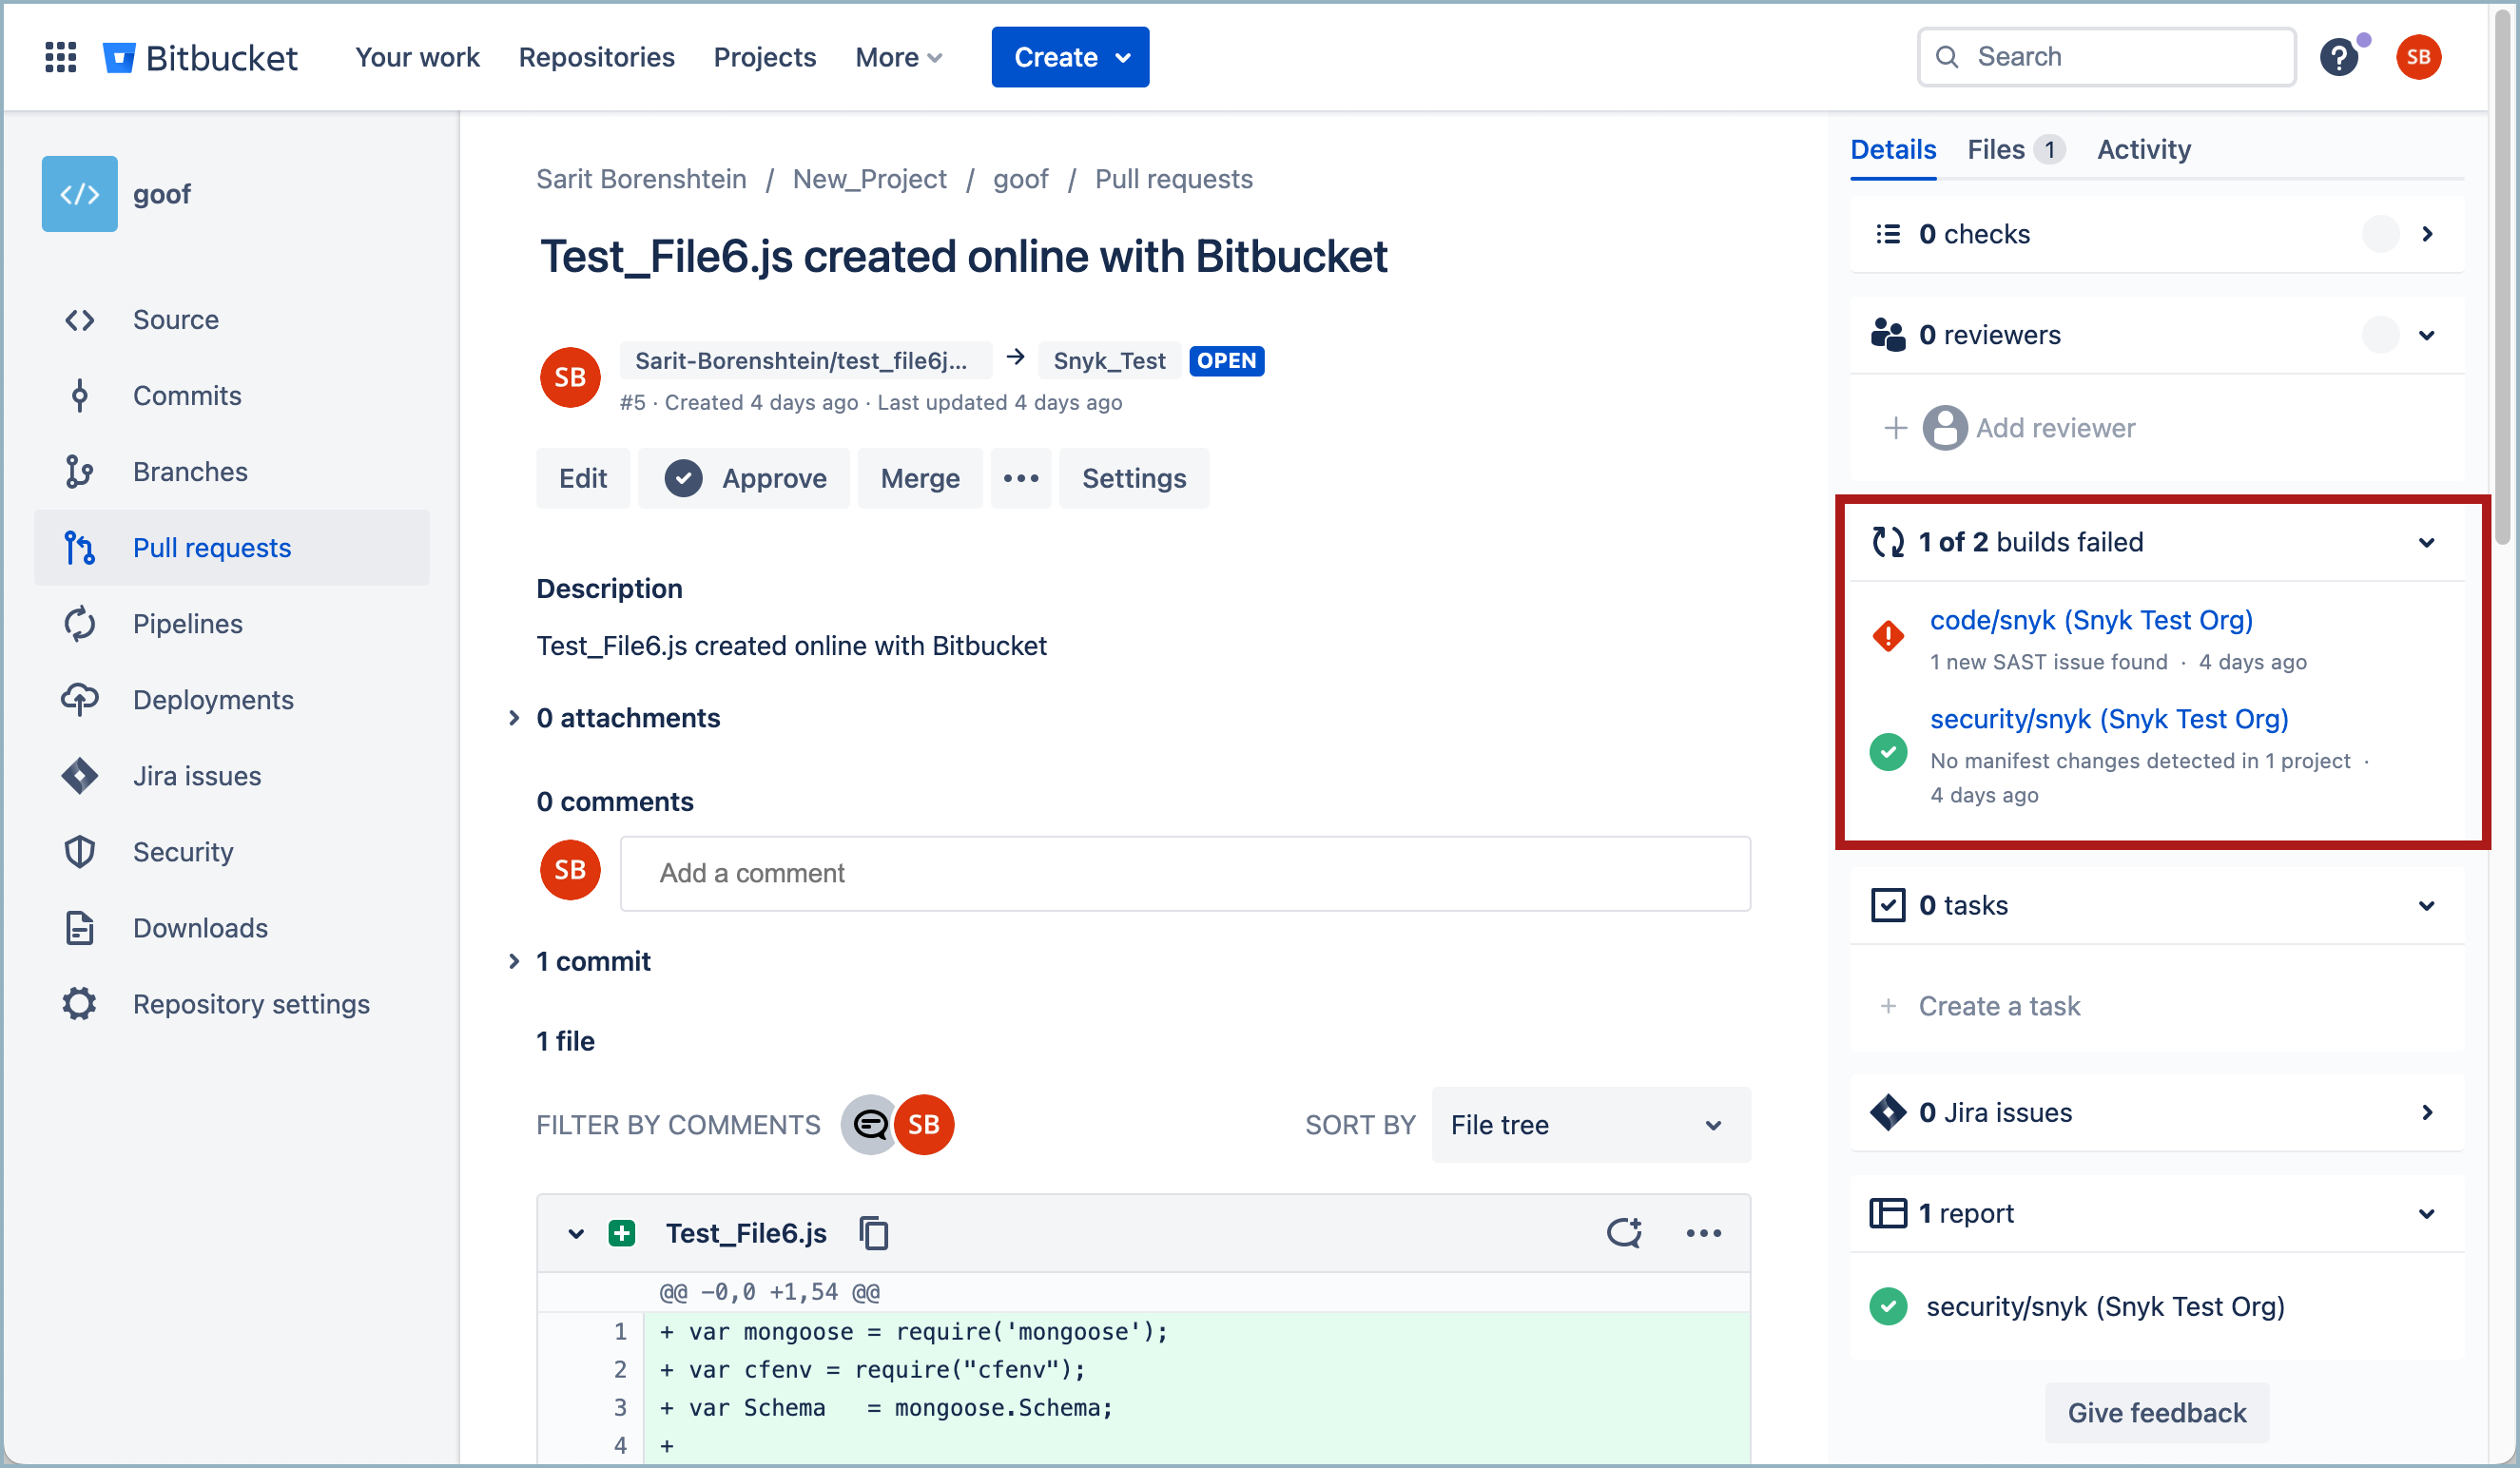 Bitbucket
Your work
Repositories
Projects
More
Create
Search
SB
goof
Source
Commits
Branches
Pull requests
Pipelines
Deployments
Jira issues
Security
Downloads
Repository settings
Sarit Borenshtein / New_Project / goof / Pull requests
Test_File6.js created online with Bitbucket
SB
Sarit-Borenshtein/test_file6j... → Snyk_Test OPEN
#5 · Created 4 days ago · Last updated 4 days ago
Edit
Approve
Merge
Settings
Description
Test_File6.js created online with Bitbucket
0 attachments
0 comments
SB
Add a comment
1 commit
1 file
FILTER BY COMMENTS
SB
SORT BY
File tree
Test_File6.js
@@ -0,0 +1,54 @@
1 + var mongoose = require('mongoose');
2 + var cfenv = require("cfenv");
3 + var Schema   = mongoose.Schema;
4 +
Details
Files 1
Activity
0 checks
0 reviewers
+ Add reviewer
1 of 2 builds failed
code/snyk (Snyk Test Org)
1 new SAST issue found · 4 days ago
security/snyk (Snyk Test Org)
No manifest changes detected in 1 project ·
4 days ago
0 tasks
+ Create a task
0 Jira issues
1 report
security/snyk (Snyk Test Org)
Give feedback